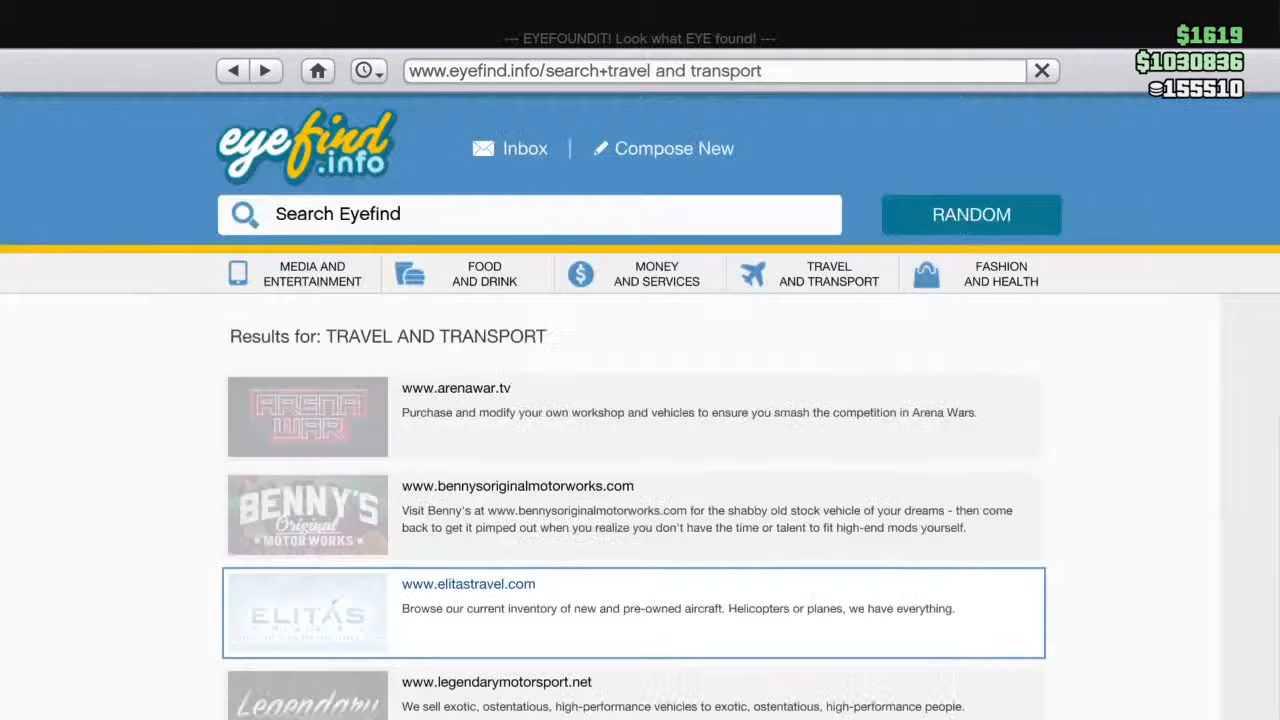 --- EYEFOUNDIT! Look what EYE found! ---
$1619
$1030836
155510
www.eyefind.info/search+travel and transport
eyefind
.info
Inbox
Compose New
Search Eyefind
RANDOM
MEDIA AND
ENTERTAINMENT
FOOD
AND DRINK
MONEY
AND SERVICES
TRAVEL
AND TRANSPORT
FASHION
AND HEALTH
Results for: TRAVEL AND TRANSPORT
ARENA
WAR
www.arenawar.tv
Purchase and modify your own workshop and vehicles to ensure you smash the competition in Arena Wars.
BENNY'S
Original
MOTOR WORKS
www.bennysoriginalmotorworks.com
Visit Benny's at www.bennysoriginalmotorworks.com for the shabby old stock vehicle of your dreams - then come
back to get it pimped out when you realize you don't have the time or talent to fit high-end mods yourself.
ELITÁS
www.elitastravel.com
Browse our current inventory of new and pre-owned aircraft. Helicopters or planes, we have everything.
Legendary
www.legendarymotorsport.net
We sell exotic, ostentatious, high-performance vehicles to exotic, ostentatious, high-performance people.